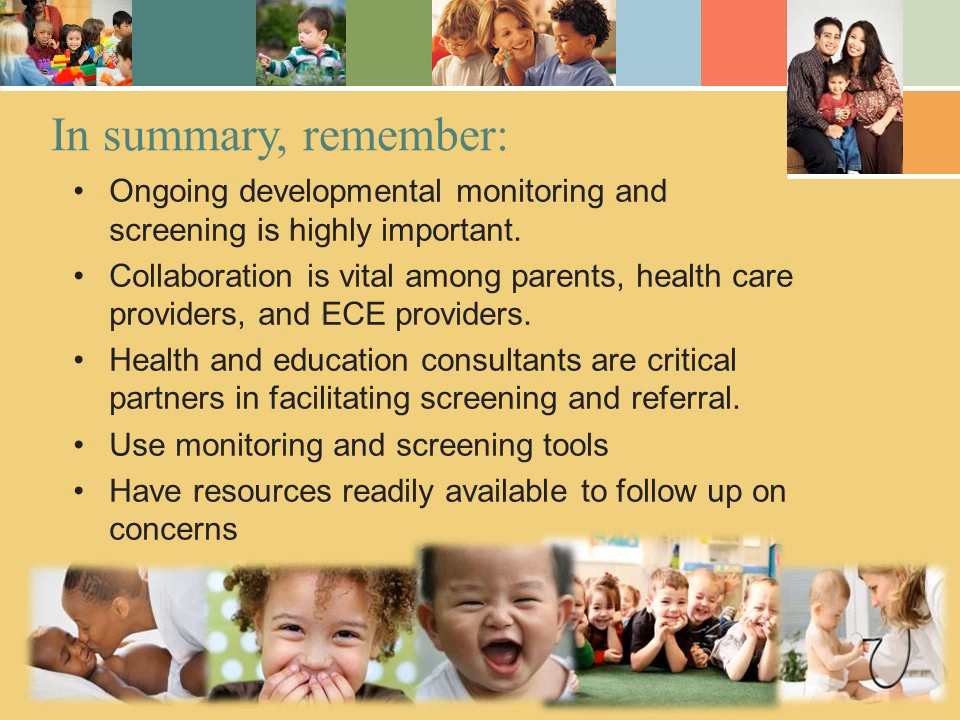 In summary, remember:
• Ongoing developmental monitoring and
screening is highly important.
• Collaboration is vital among parents, health care
providers, and ECE providers.
• Health and education consultants are critical
partners in facilitating screening and referral.
• Use monitoring and screening tools
• Have resources readily available to follow up on
concerns